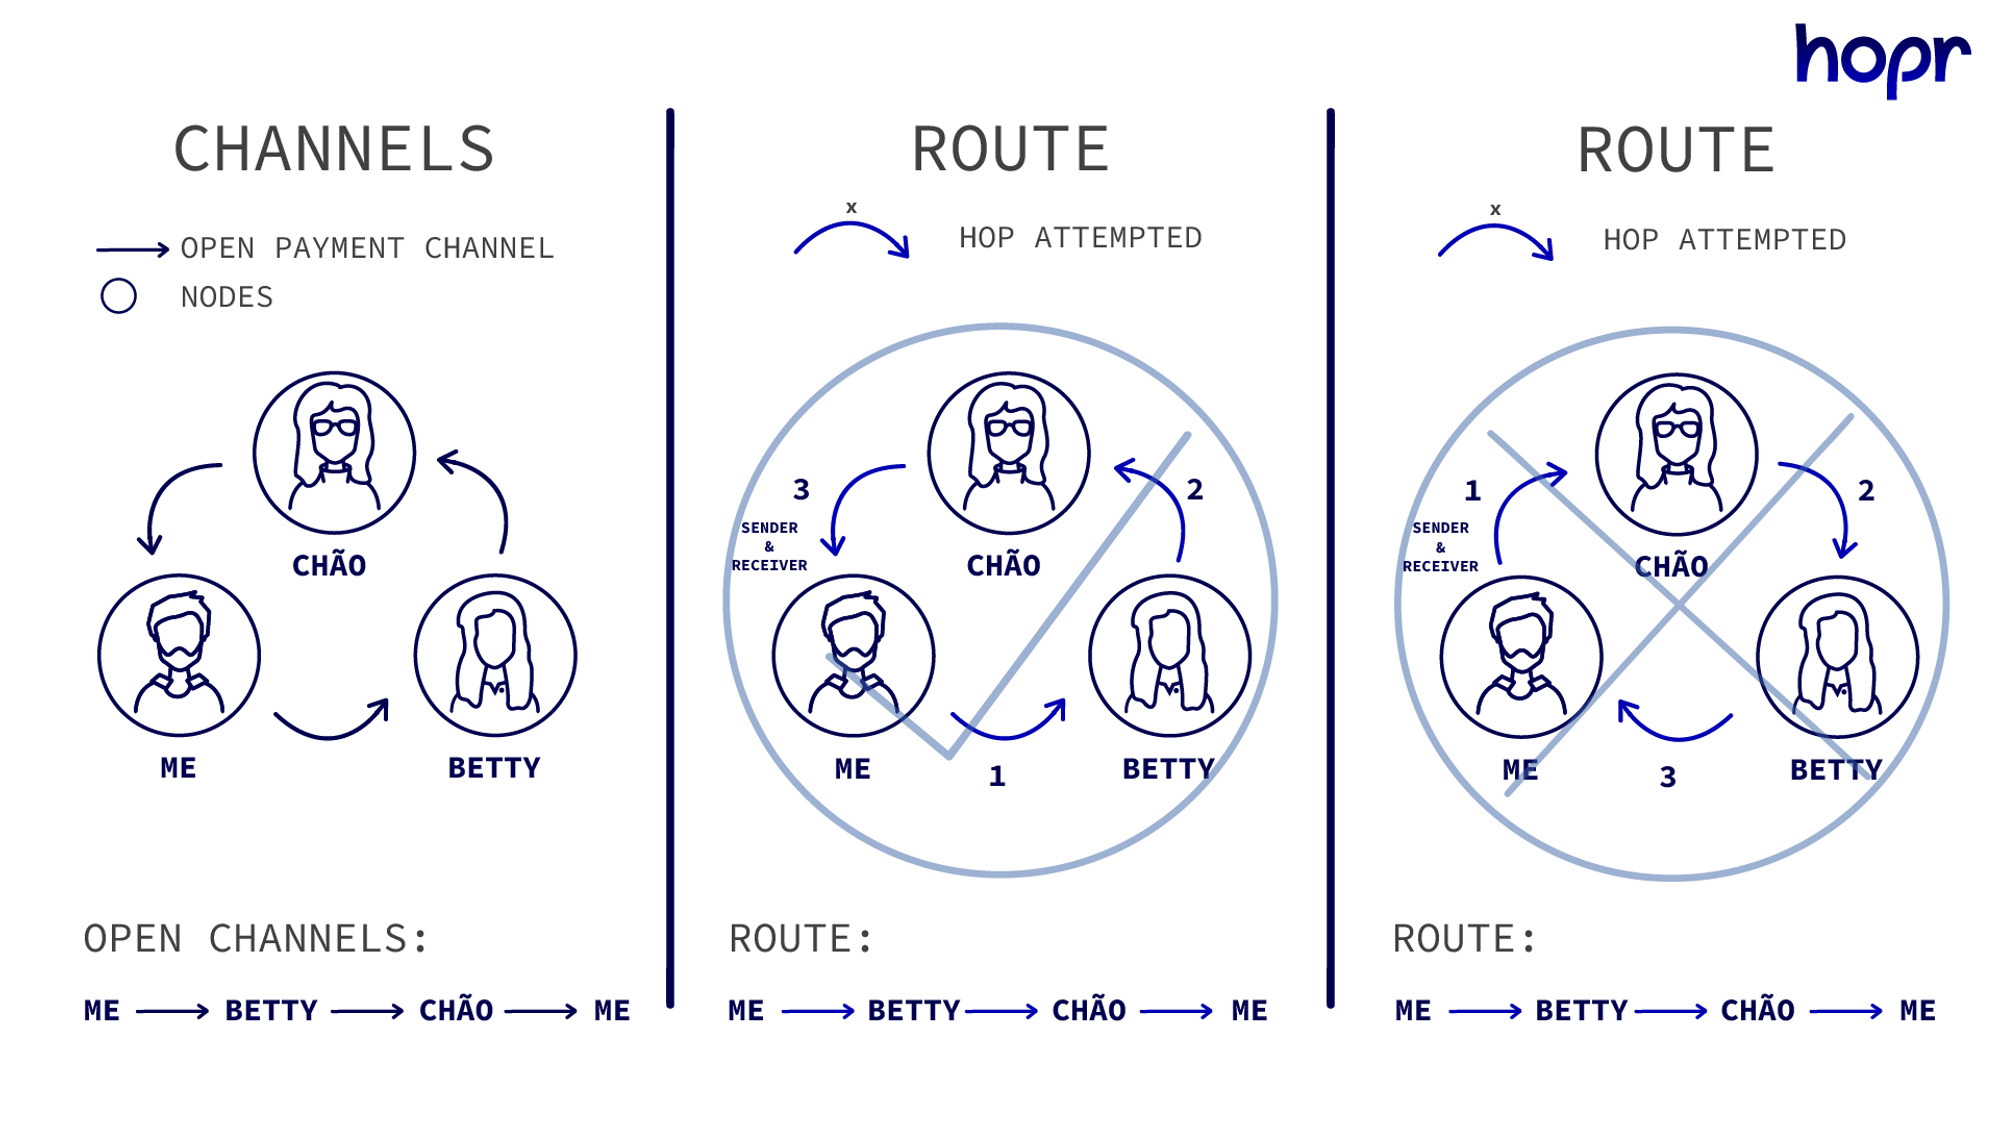 hopr
CHANNELS
OPEN PAYMENT CHANNEL
NODES
CHÃO
ME
BETTY
OPEN CHANNELS:
ME → BETTY → CHÃO → ME
ROUTE
x
HOP ATTEMPTED
3
2
SENDER
&
RECEIVER
CHÃO
ME
1
BETTY
ROUTE:
ME → BETTY → CHÃO → ME
ROUTE
x
HOP ATTEMPTED
1
2
SENDER
&
RECEIVER
CHÃO
ME
3
BETTY
ROUTE:
ME → BETTY → CHÃO → ME